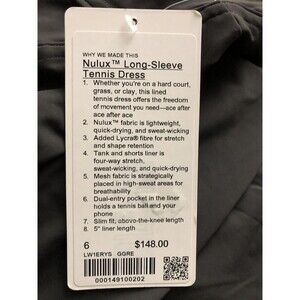 WHY WE MADE THIS
Nulux™ Long-Sleeve
Tennis Dress
1. Whether you're on a hard court,
grass, or clay, this lined
tennis dress offers the freedom
of movement you need—ace after
ace after ace
2. Nulux™ fabric is lightweight,
quick-drying, and sweat-wicking
3. Added Lycra® fibre for stretch
and shape retention
4. Tank and shorts liner is
four-way stretch,
sweat-wicking, and quick-drying
5. Mesh fabric is strategically
placed in high-sweat areas for
breathability
6. Dual-entry pocket in the liner
holds a tennis ball and your
phone
7. Slim fit, above-the-knee length
8. 5" liner length
6 $148.00
LW1ERYS GGRE
000149100202